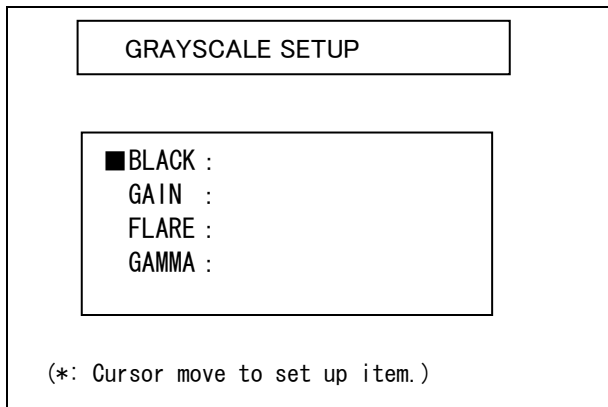 GRAYSCALE SETUP
■BLACK :
GAIN :
FLARE :
GAMMA :
(*: Cursor move to set up item.)